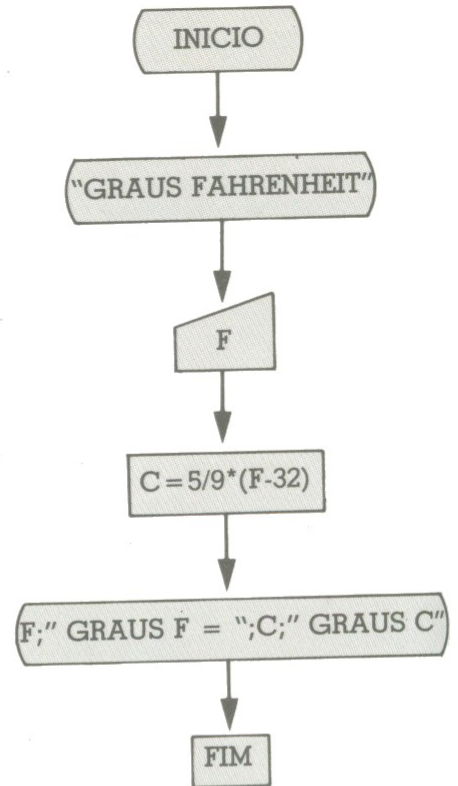 INICIO
"GRAUS FAHRENHEIT"
F
C=5/9*(F-32)
F;" GRAUS F = ";C;" GRAUS C"
FIM